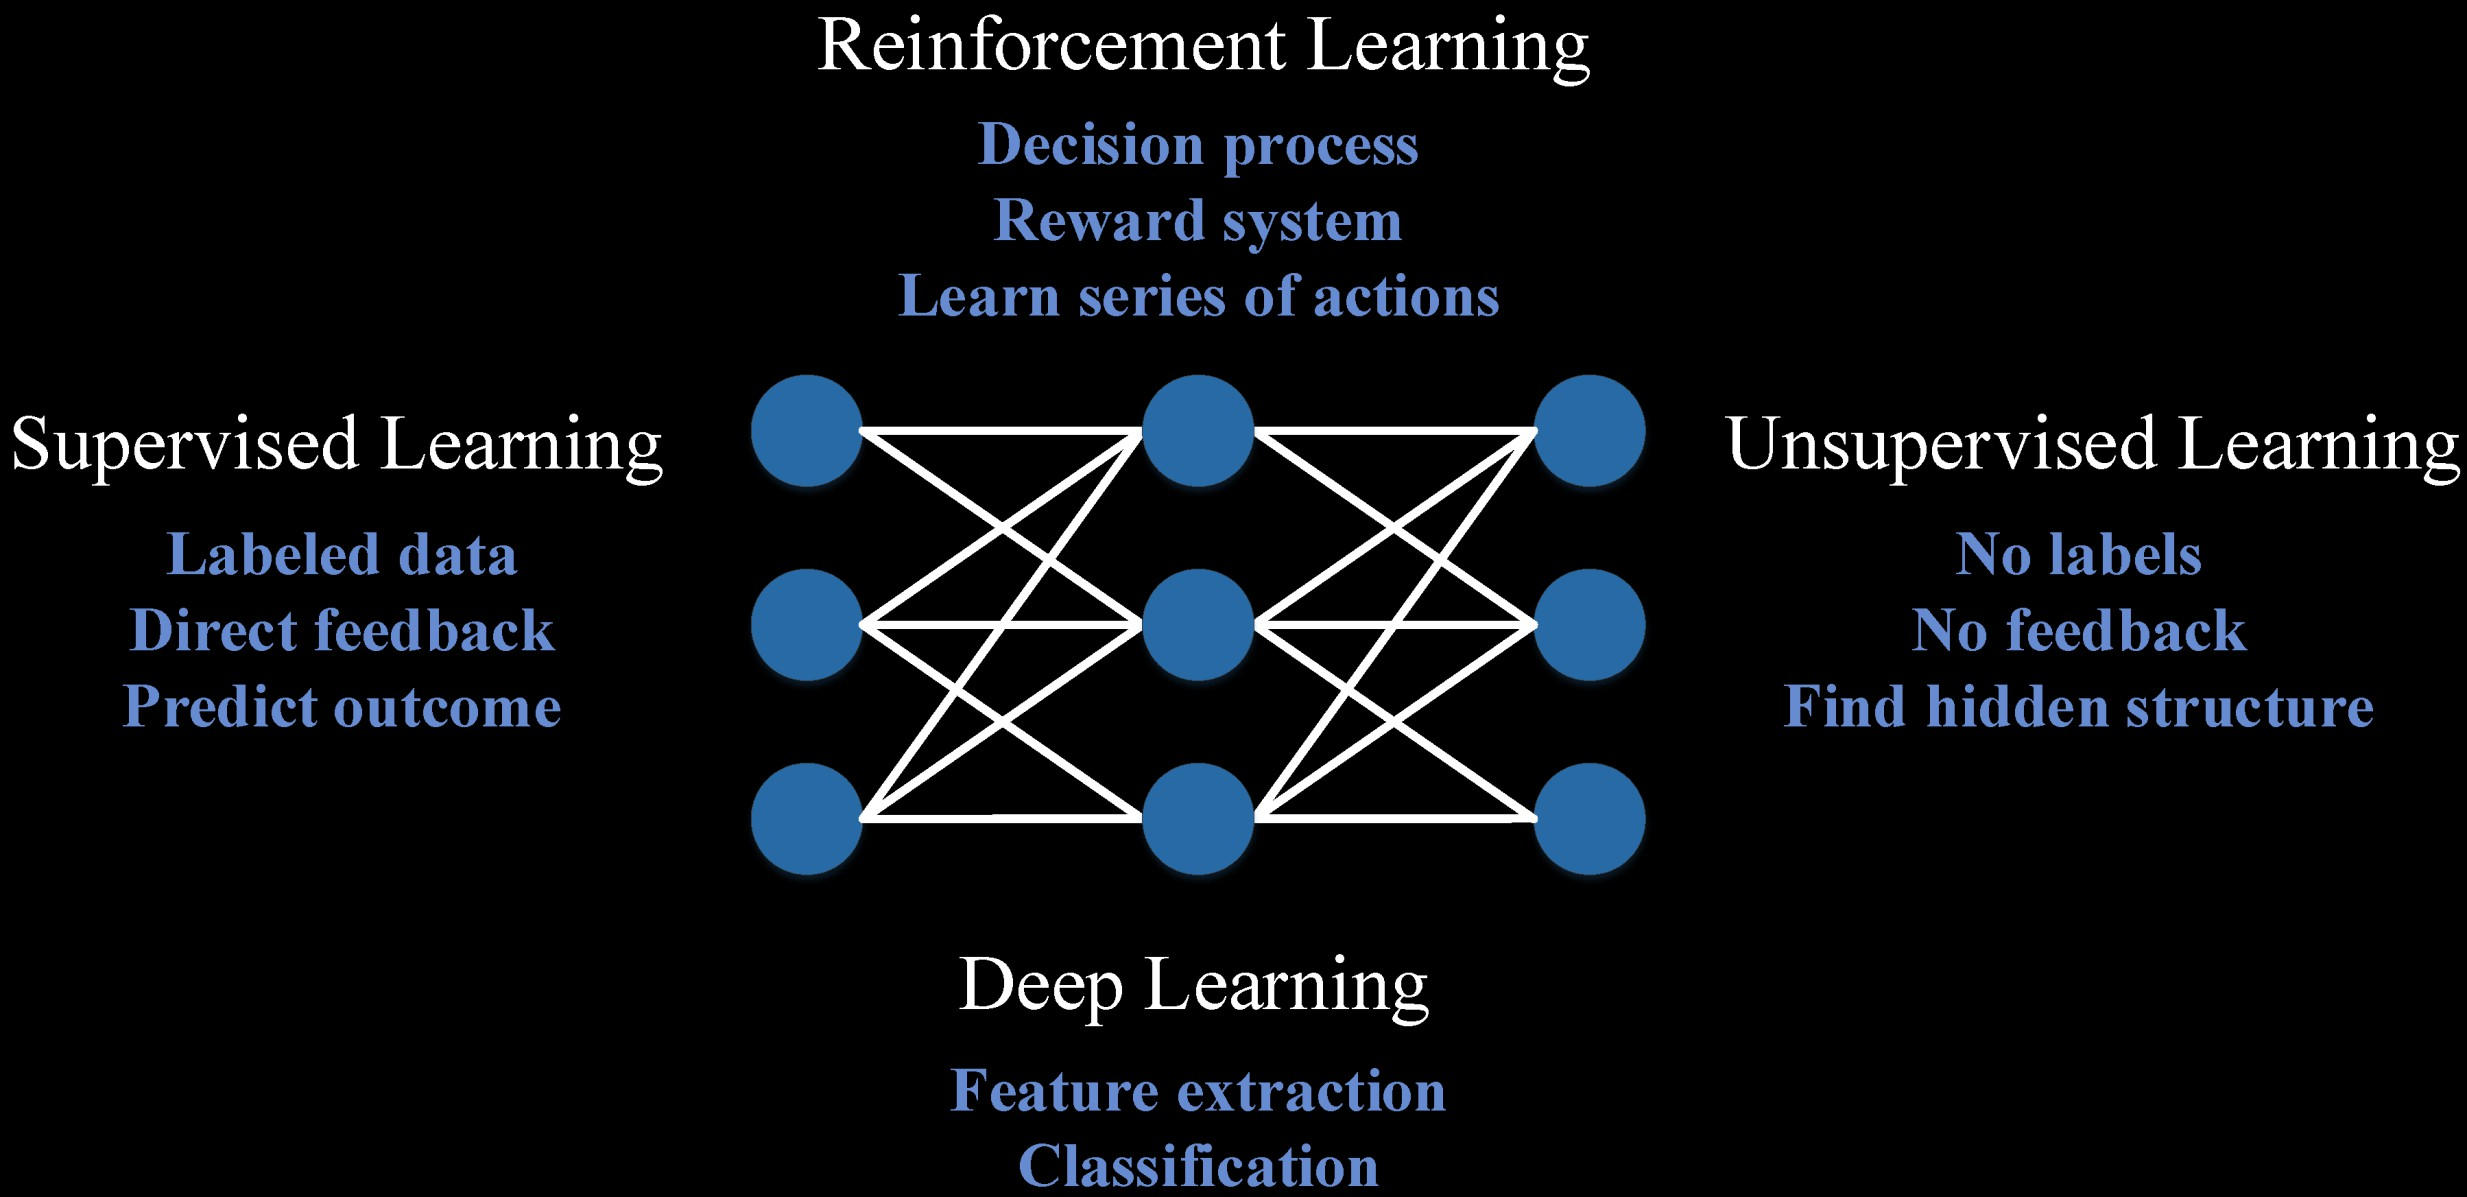 Reinforcement Learning
Decision process
Reward system
Learn series of actions
Supervised Learning
Labeled data
Direct feedback
Predict outcome
Unsupervised Learning
No labels
No feedback
Find hidden structure
Deep Learning
Feature extraction
Classification